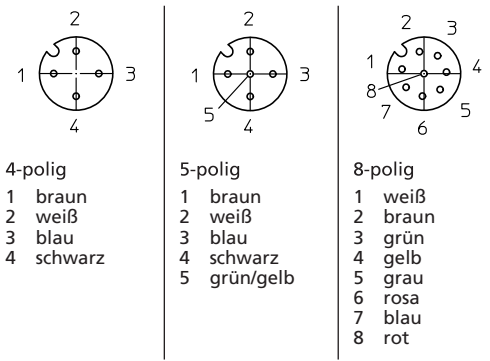 2
1 3
4
4-polig
1 braun
2 weiß
3 blau
4 schwarz
2
1 3
5
4
5-polig
1 braun
2 weiß
3 blau
4 schwarz
5 grün/gelb
2 3
1 4
8
7 5
6
8-polig
1 weiß
2 braun
3 grün
4 gelb
5 grau
6 rosa
7 blau
8 rot